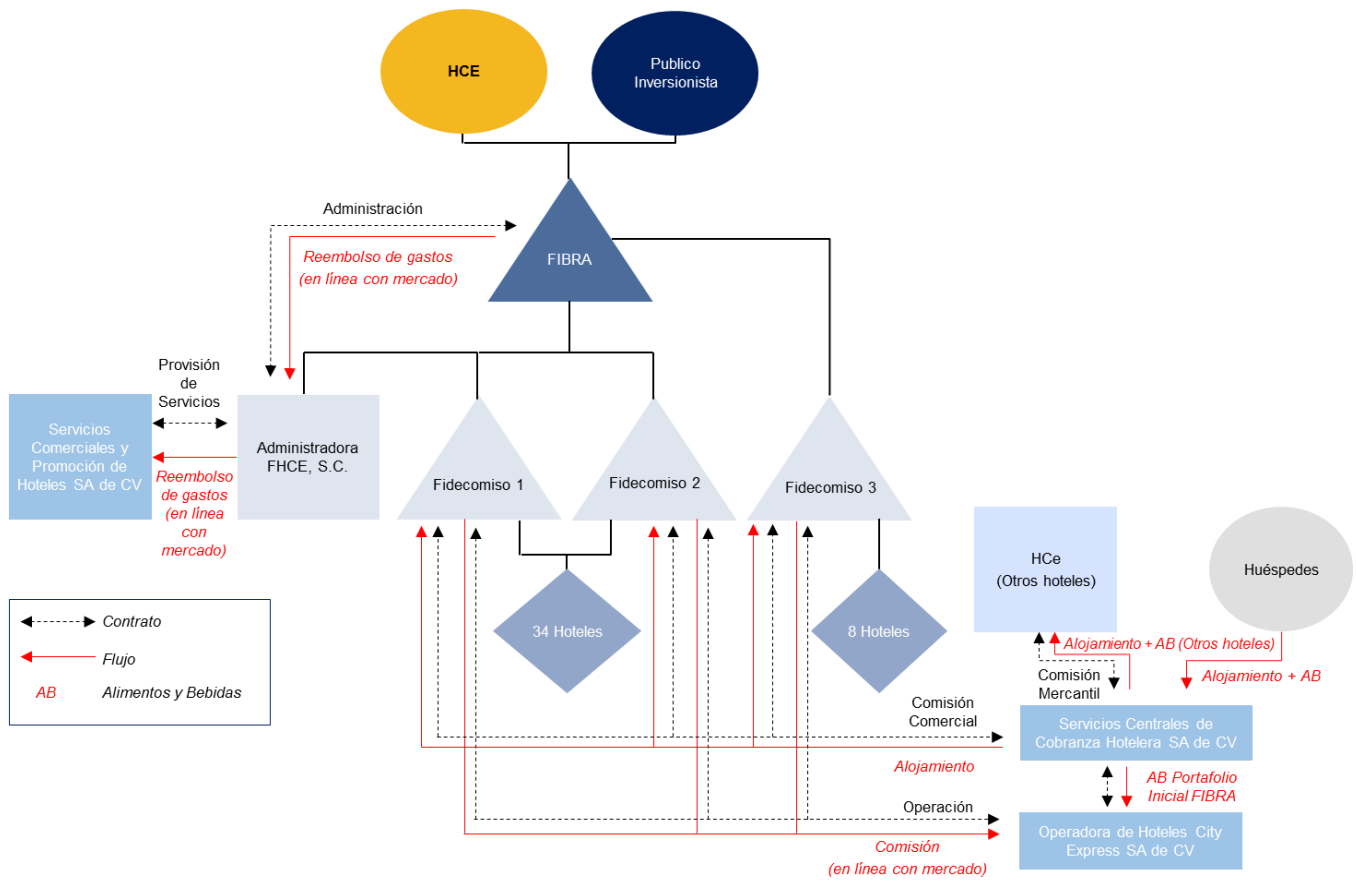 HCE
Publico
Inversionista
Administración
Reembolso de gastos
(en línea con mercado)
FIBRA
Provisión
de
Servicios
Servicios
Comerciales y
Promoción de
Hoteles SA de CV
Reembolso
de gastos
(en línea
con
mercado)
Administradora
FHCE, S.C.
Fidecomiso 1
Fidecomiso 2
Fidecomiso 3
34 Hoteles
8 Hoteles
HCe
(Otros hoteles)
Huéspedes
Contrato
Flujo
AB Alimentos y Bebidas
Alojamiento + AB (Otros hoteles)
Alojamiento + AB
Comisión
Mercantil
Comisión
Comercial
Servicios Centrales de
Cobranza Hotelera SA de CV
Alojamiento
AB Portafolio
Inicial FIBRA
Operación
Operadora de Hoteles City
Express SA de CV
Comisión
(en línea con mercado)